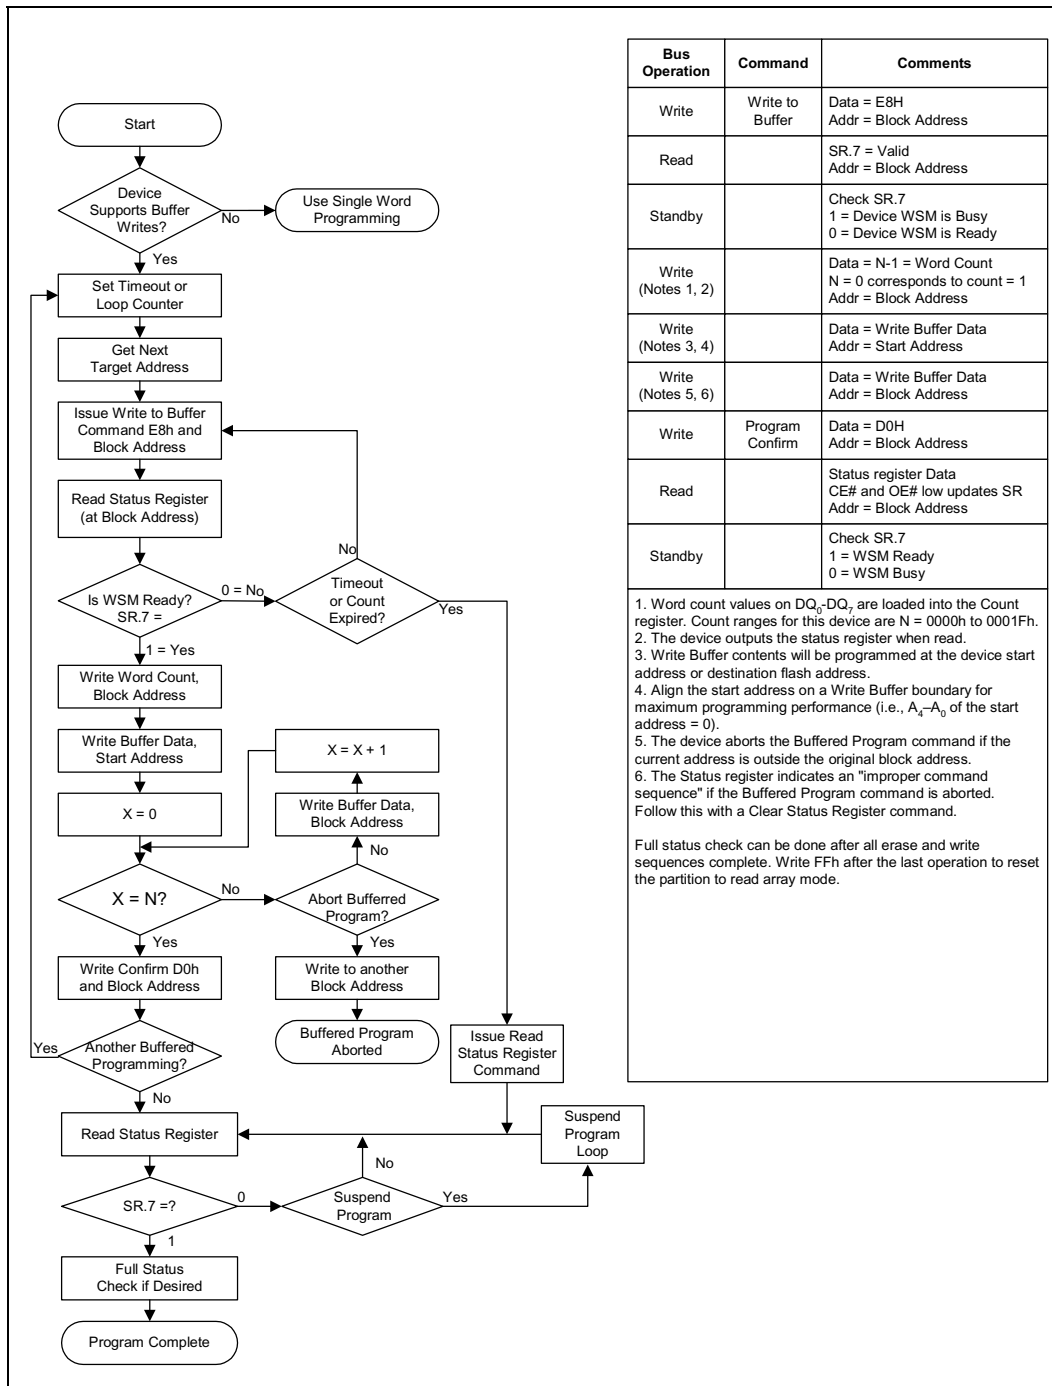 Start
Device
Supports Buffer
Writes?
No
Use Single Word
Programming
Yes
Set Timeout or
Loop Counter
Get Next
Target Address
Issue Write to Buffer
Command E8h and
Block Address
Read Status Register
(at Block Address)
No
Is WSM Ready?
SR.7 =
0 = No
Timeout
or Count
Expired?
Yes
1 = Yes
Write Word Count,
Block Address
Write Buffer Data,
Start Address
X = X + 1
X = 0
Write Buffer Data,
Block Address
No
X = N?
No
Abort Bufferred
Program?
Yes
Yes
Write Confirm D0h
and Block Address
Write to another
Block Address
Buffered Program
Aborted
Issue Read
Status Register
Command
Yes
Another Buffered
Programming?
No
Read Status Register
Suspend
Program
Loop
No
SR.7 =?
0
Suspend
Program
Yes
1
Full Status
Check if Desired
Program Complete
Bus
Operation
Command
Comments
Write
Write to
Buffer
Data = E8H
Addr = Block Address
Read
SR.7 = Valid
Addr = Block Address
Standby
Check SR.7
1 = Device WSM is Busy
0 = Device WSM is Ready
Write
(Notes 1, 2)
Data = N-1 = Word Count
N = 0 corresponds to count = 1
Addr = Block Address
Write
(Notes 3, 4)
Data = Write Buffer Data
Addr = Start Address
Write
(Notes 5, 6)
Data = Write Buffer Data
Addr = Block Address
Write
Program
Confirm
Data = D0H
Addr = Block Address
Read
Status register Data
CE# and OE# low updates SR
Addr = Block Address
Standby
Check SR.7
1 = WSM Ready
0 = WSM Busy
1. Word count values on DQ0-DQ7 are loaded into the Count
register. Count ranges for this device are N = 0000h to 0001Fh.
2. The device outputs the status register when read.
3. Write Buffer contents will be programmed at the device start
address or destination flash address.
4. Align the start address on a Write Buffer boundary for
maximum programming performance (i.e., A4–A0 of the start
address = 0).
5. The device aborts the Buffered Program command if the
current address is outside the original block address.
6. The Status register indicates an "improper command
sequence" if the Buffered Program command is aborted.
Follow this with a Clear Status Register command.
Full status check can be done after all erase and write
sequences complete. Write FFh after the last operation to reset
the partition to read array mode.